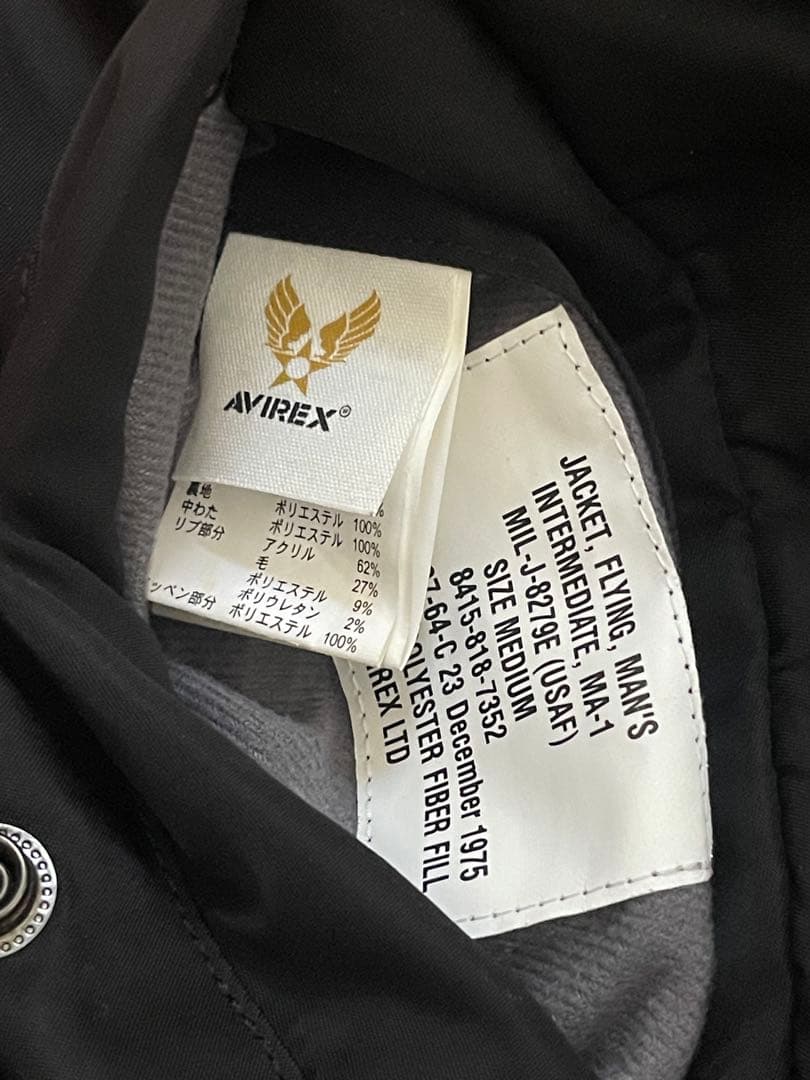 AVIREX®
%
裏地 ポリエステル 100%
中わた ポリエステル 100%
リブ部分 アクリル 62%
毛 27%
ポリエステル 9%
ポリウレタン 2%
ッペン部分 ポリエステル 100%
JACKET, FLYING, MAN'S
INTERMEDIATE, MA-1
MIL-J-8279E (USAF)
SIZE MEDIUM
8415-818-7352
7-64-C 23 December 1975
OLYESTER FIBER FILL
IREX LTD